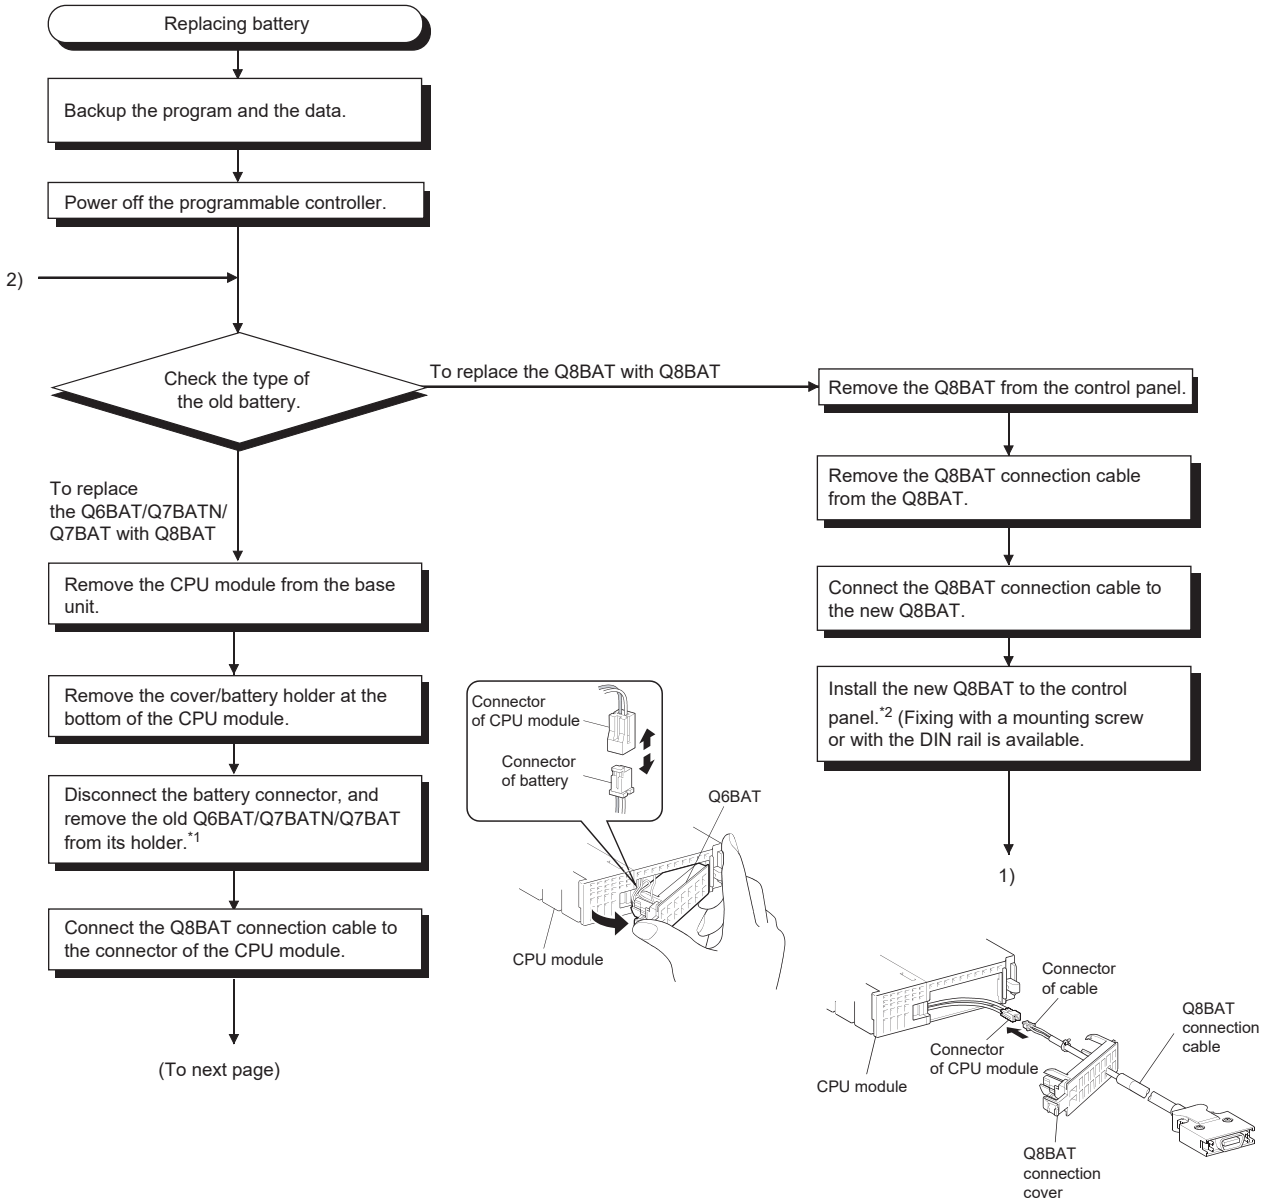 Replacing battery
Backup the program and the data.
Power off the programmable controller.
2)
Check the type of
the old battery.
To replace the Q8BAT with Q8BAT
To replace
the Q6BAT/Q7BATN/
Q7BAT with Q8BAT
Remove the CPU module from the base
unit.
Remove the cover/battery holder at the
bottom of the CPU module.
Disconnect the battery connector, and
remove the old Q6BAT/Q7BATN/Q7BAT
from its holder.*1
Connect the Q8BAT connection cable to
the connector of the CPU module.
(To next page)
Connector
of CPU module
Connector
of battery
Q6BAT
CPU module
Remove the Q8BAT from the control panel.
Remove the Q8BAT connection cable
from the Q8BAT.
Connect the Q8BAT connection cable to
the new Q8BAT.
Install the new Q8BAT to the control
panel.*2 (Fixing with a mounting screw
or with the DIN rail is available.
1)
Connector
of cable
Q8BAT
connection
cable
Connector
of CPU module
CPU module
Q8BAT
connection
cover